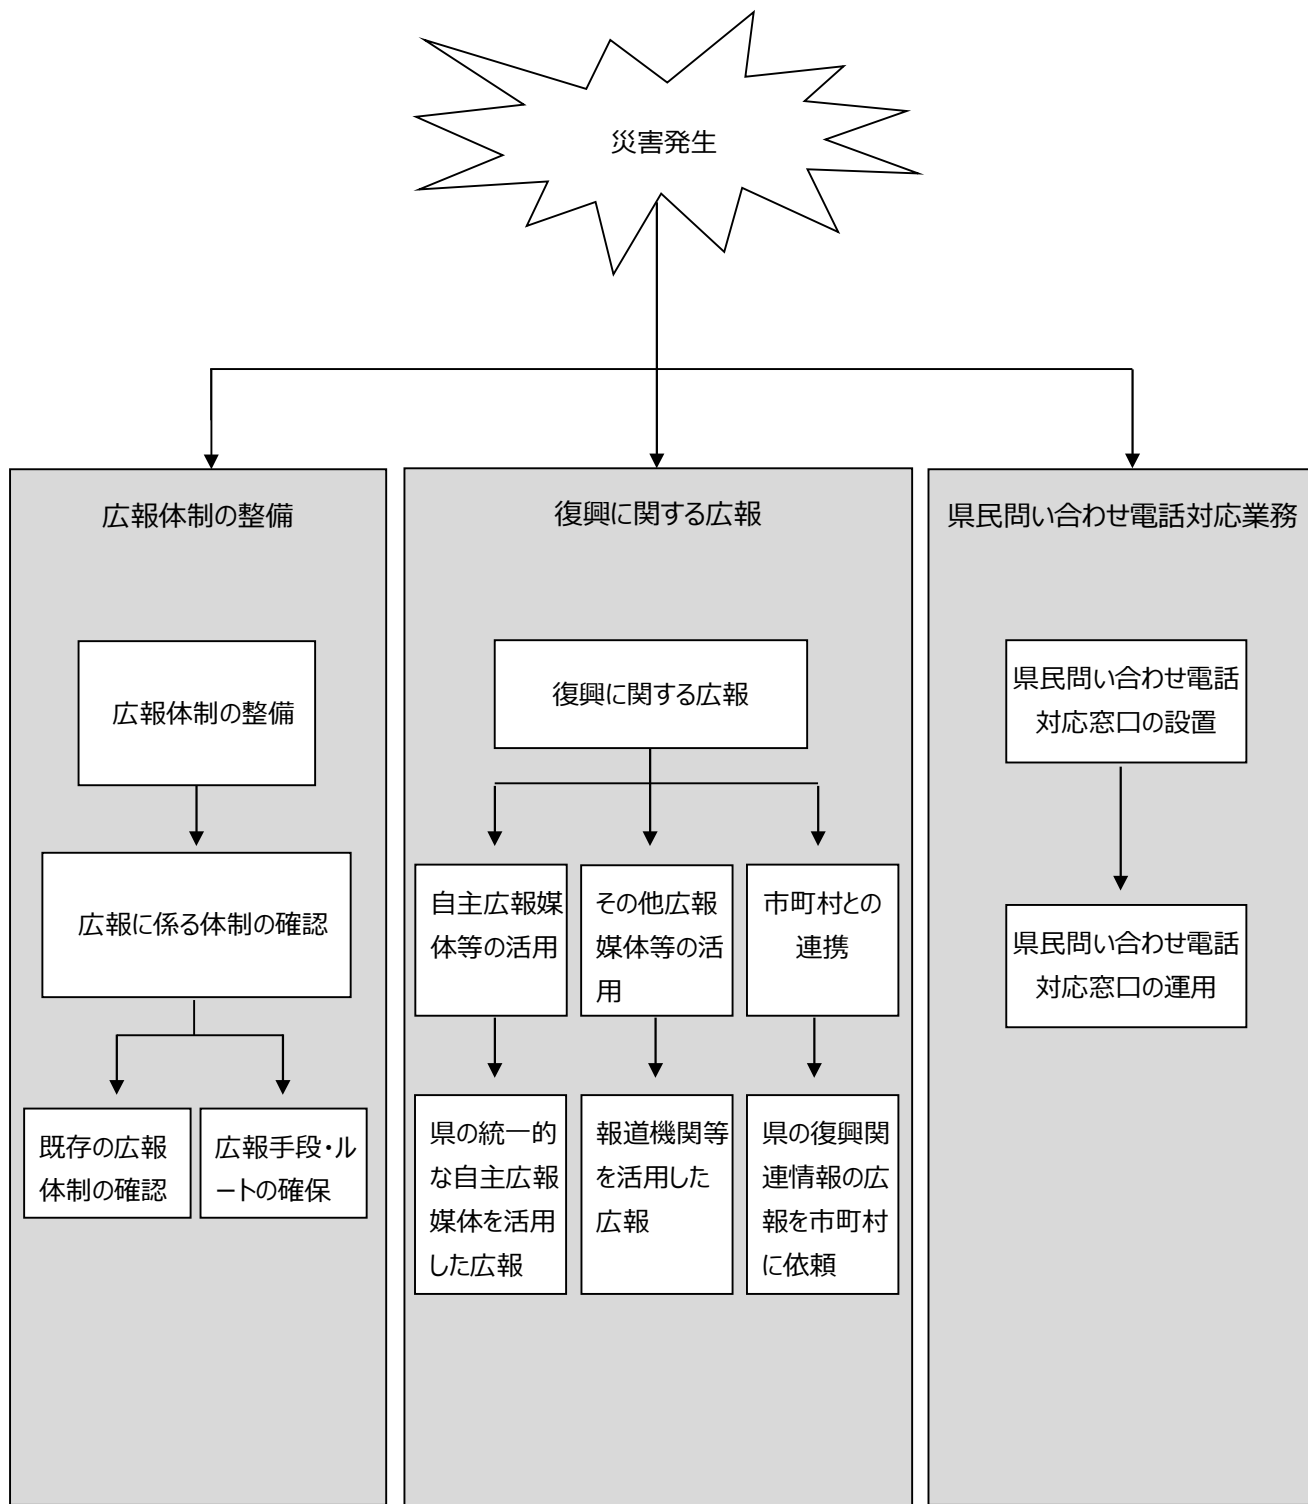 災害発生
広報体制の整備
広報体制の整備
広報に係る体制の確認
既存の広報
体制の確認
広報手段・ル
ートの確保
復興に関する広報
復興に関する広報
自主広報媒
体等の活用
その他広報
媒体等の活
用
市町村との
連携
県の統一的
な自主広報
媒体を活用
した広報
報道機関等
を活用した
広報
県の復興関
連情報の広
報を市町村
に依頼
県民問い合わせ電話対応業務
県民問い合わせ電話
対応窓口の設置
県民問い合わせ電話
対応窓口の運用